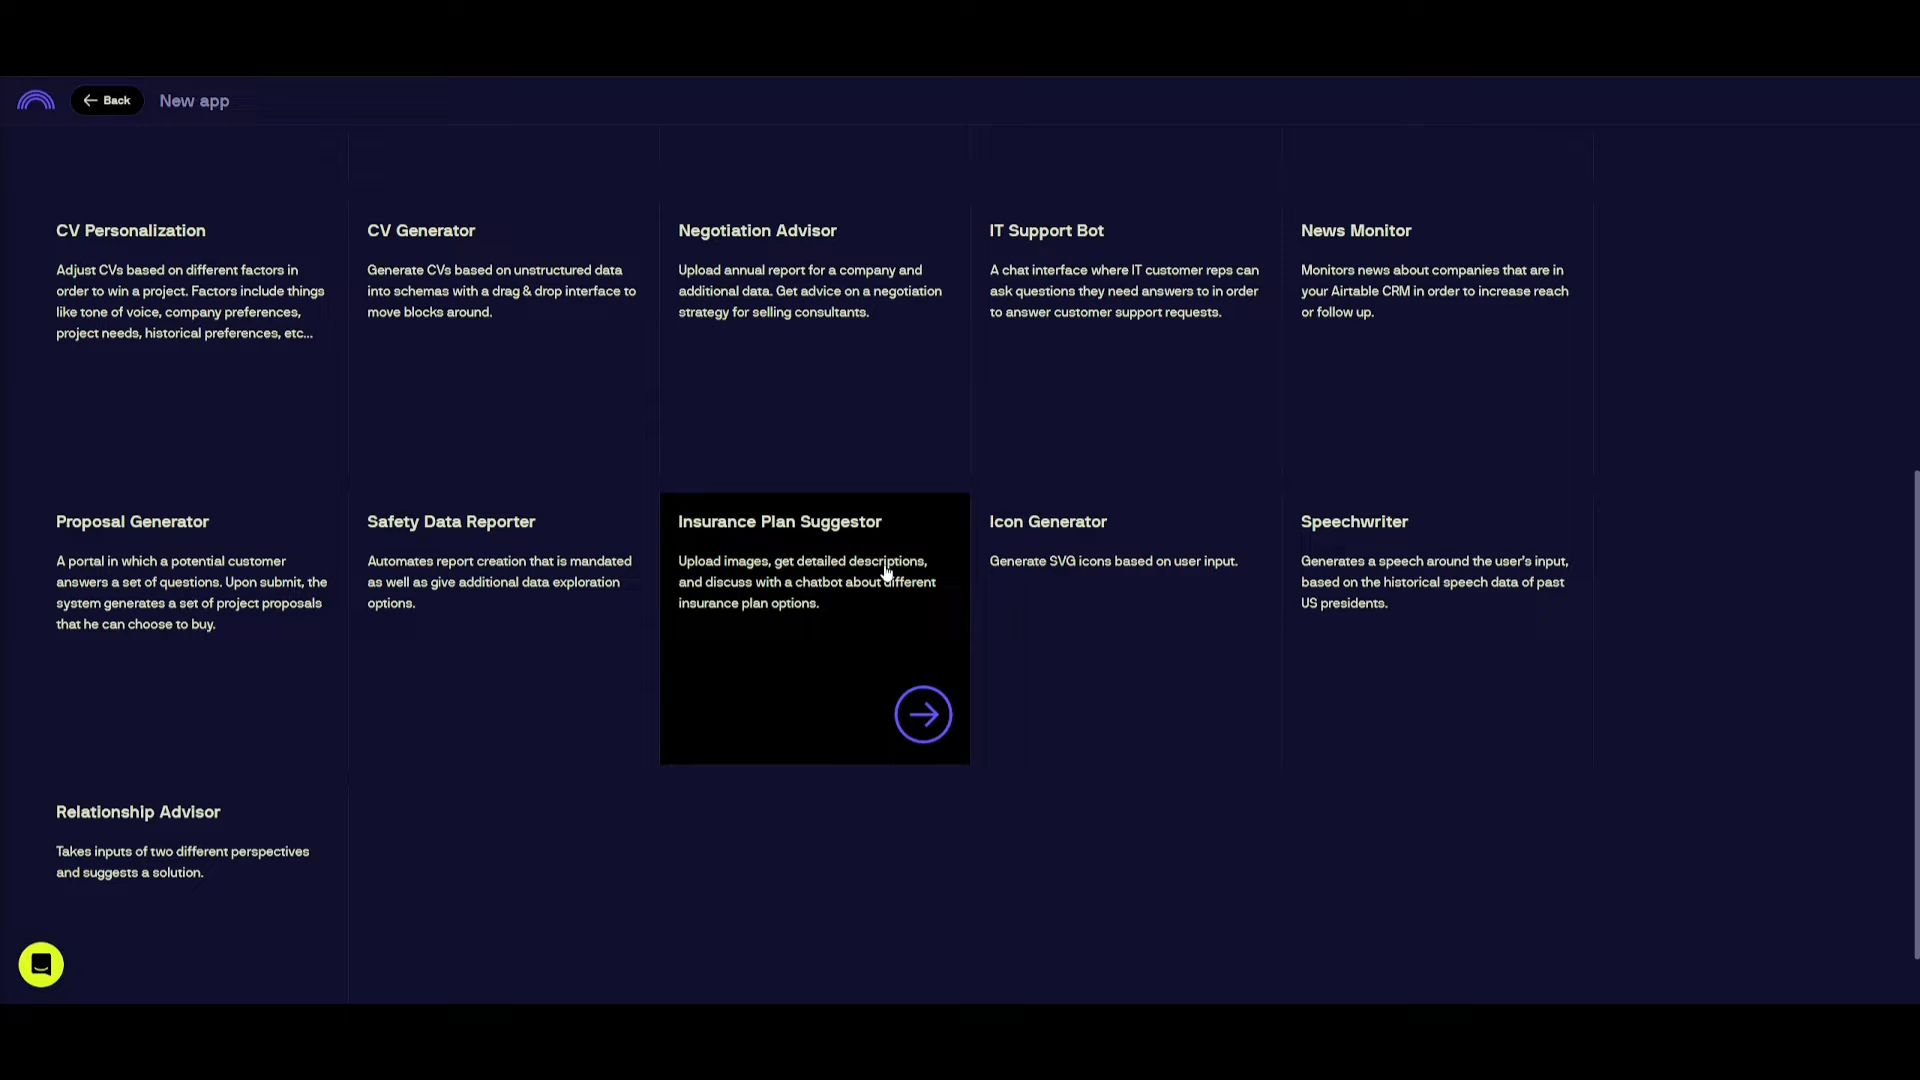 Back
New app
CV Personalization
Adjust CVs based on different factors in
order to win a project. Factors include things
like tone of voice, company preferences,
project needs, historical preferences, etc...
CV Generator
Generate CVs based on unstructured data
into schemas with a drag & drop interface to
move blocks around.
Negotiation Advisor
Upload annual report for a company and
additional data. Get advice on a negotiation
strategy for selling consultants.
IT Support Bot
A chat interface where IT customer reps can
ask questions they need answers to in order
to answer customer support requests.
News Monitor
Monitors news about companies that are in
your Airtable CRM in order to increase reach
or follow up.
Proposal Generator
A portal in which a potential customer
answers a set of questions. Upon submit, the
system generates a set of project proposals
that he can choose to buy.
Safety Data Reporter
Automates report creation that is mandated
as well as give additional data exploration
options.
Insurance Plan Suggestor
Upload images, get detailed descriptions,
and discuss with a chatbot about different
insurance plan options.
Icon Generator
Generate SVG icons based on user input.
Speechwriter
Generates a speech around the user's input,
based on the historical speech data of past
US presidents.
Relationship Advisor
Takes inputs of two different perspectives
and suggests a solution.